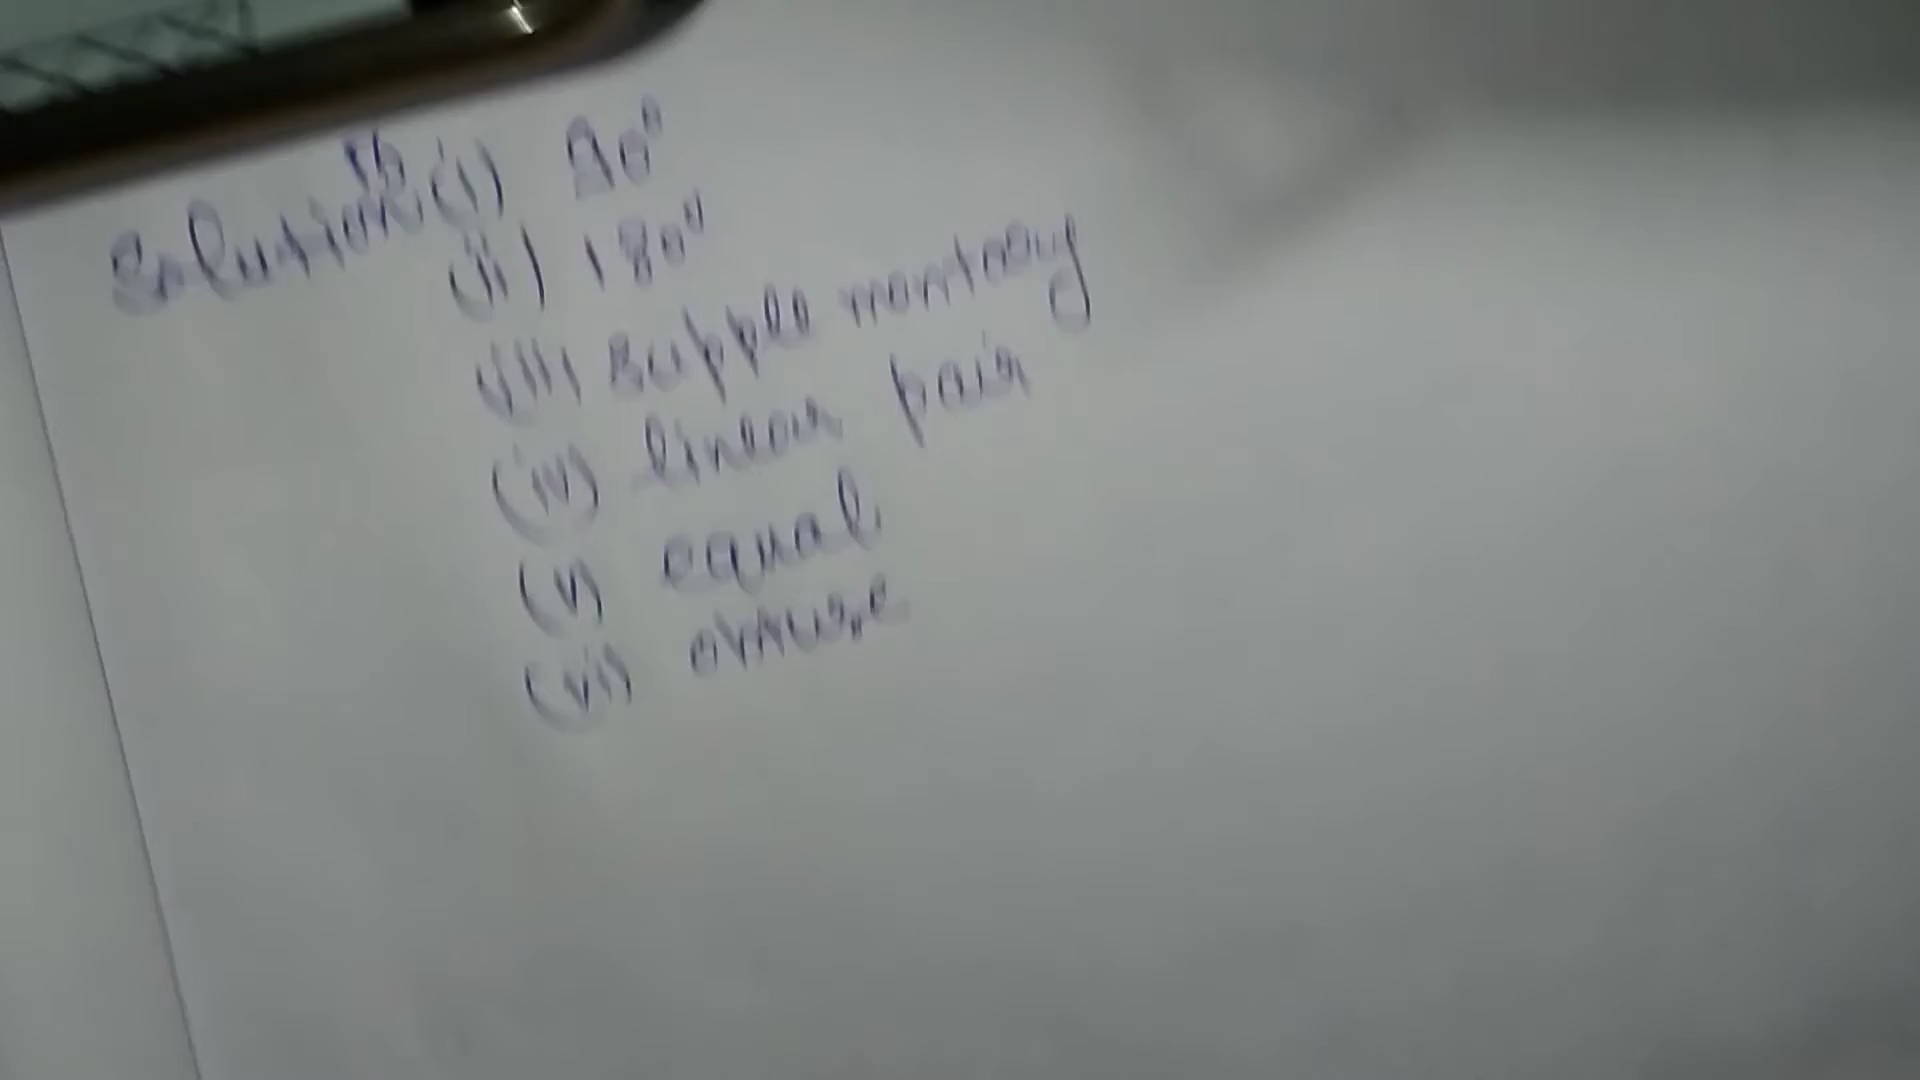 Solution (i) 90°
(ii) 180°
(iii) supplementary
(iv) linear pair
(v) equal
(vi) obtuse